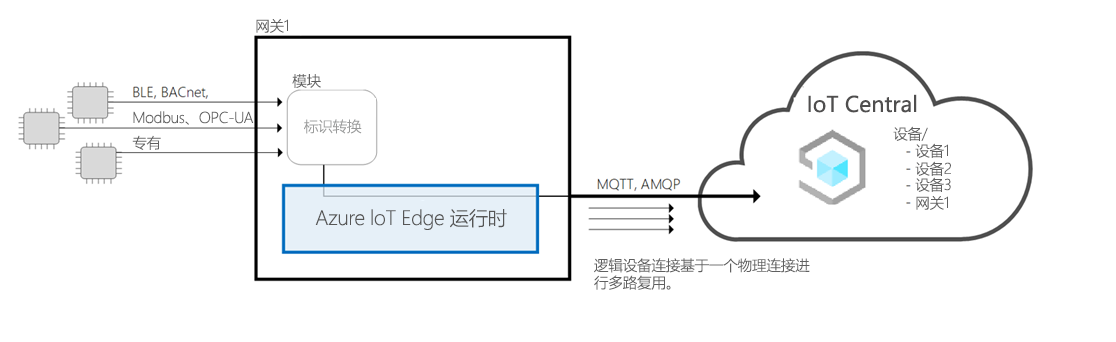 网关1
模块
标识转换
BLE, BACnet,
Modbus、OPC-UA
专有
Azure IoT Edge 运行时
MQTT, AMQP
逻辑设备连接基于一个物理连接进
行多路复用。
IoT Central
设备/
- 设备1
- 设备2
- 设备3
- 网关1